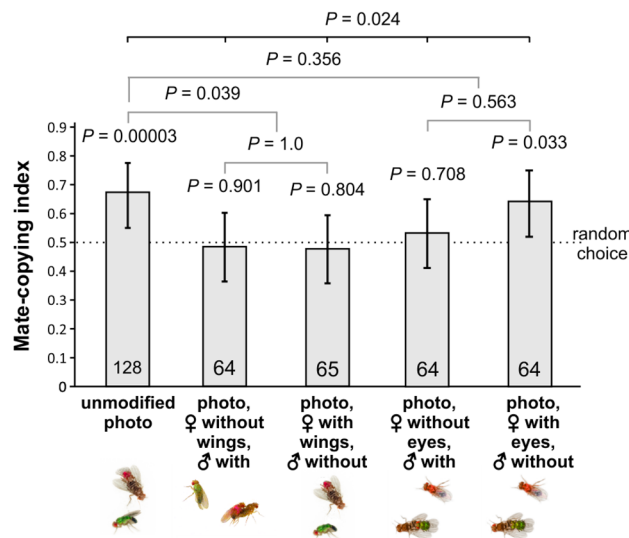 P = 0.024
P = 0.356
P = 0.039
P = 0.563
P = 0.00003
P = 1.0
P = 0.033
P = 0.901
P = 0.804
P = 0.708
Mate-copying index
0.9
0.8
0.7
0.6
0.5
0.4
0.3
0.2
0.1
0
random
choice
128
64
65
64
64
unmodified
photo
photo,
♀ without
wings,
♂ with
photo,
♀ with
wings,
♂ without
photo,
♀ without
eyes,
♂ with
photo,
♀ with
eyes,
♂ without